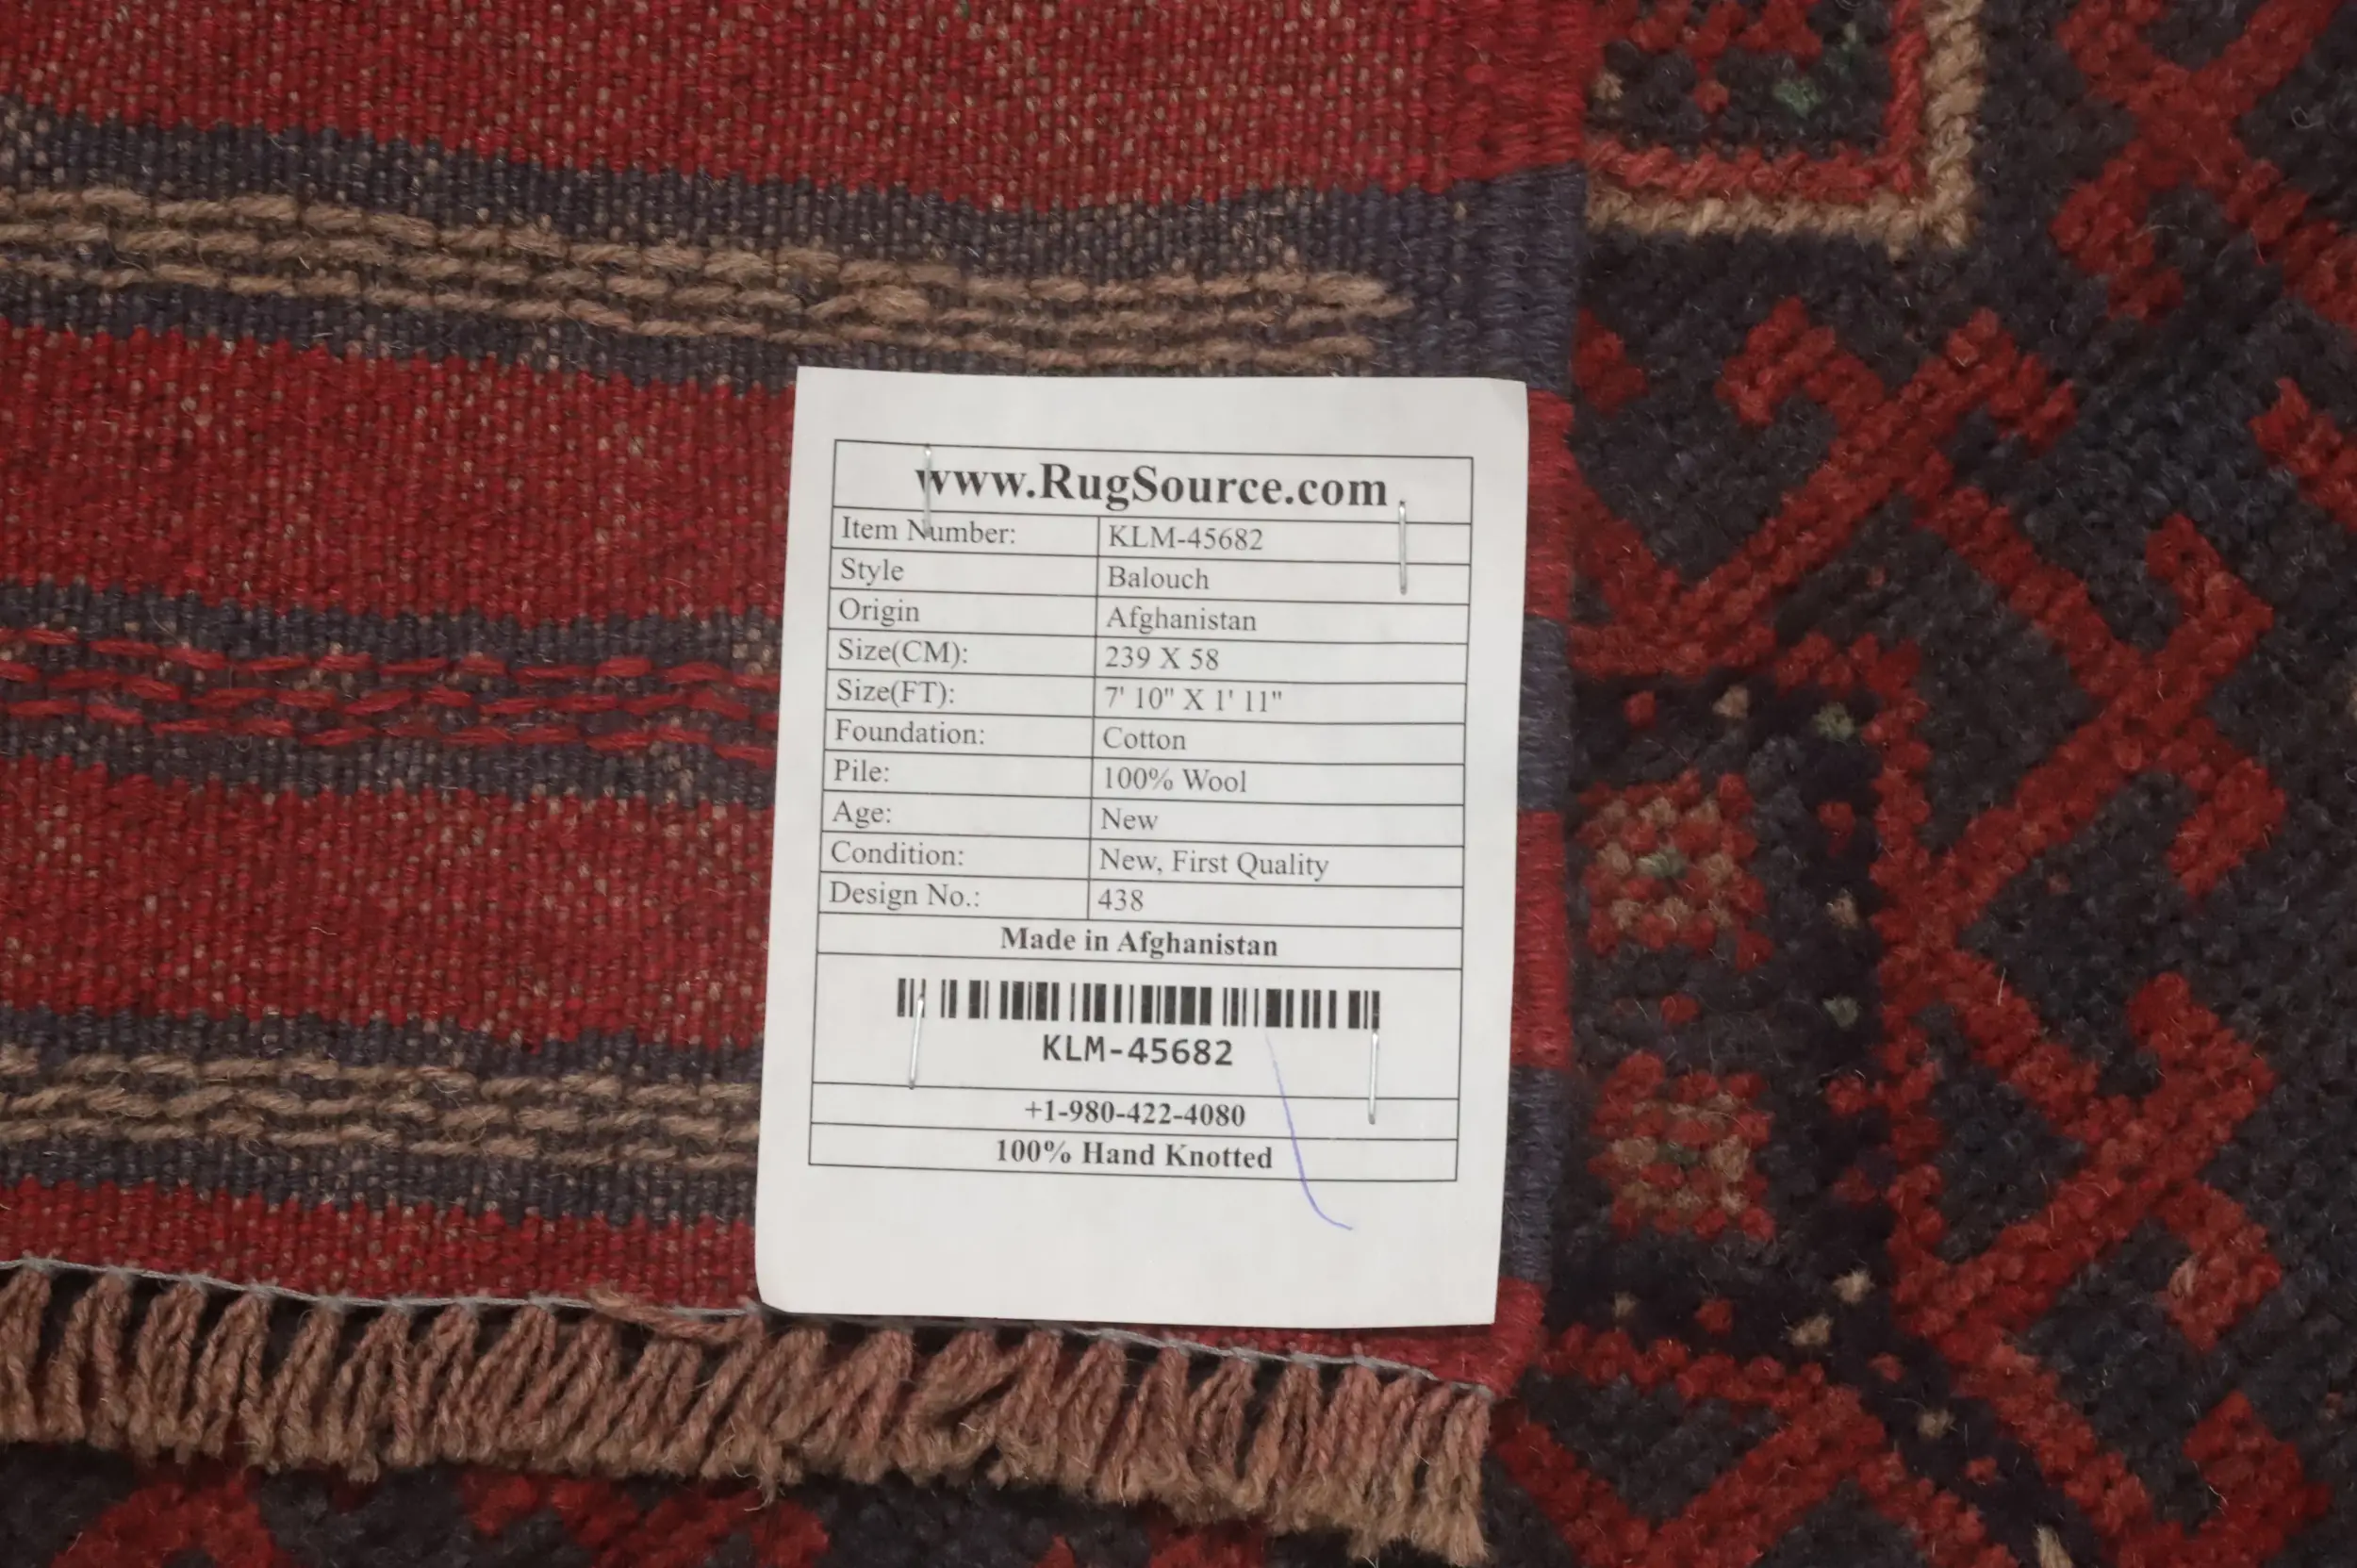 www.RugSource.com
Item Number: KLM-45682
Style Balouch
Origin Afghanistan
Size(CM): 239 X 58
Size(FT): 7' 10" X 1' 11"
Foundation: Cotton
Pile: 100% Wool
Age: New
Condition: New, First Quality
Design No.: 438
Made in Afghanistan
KLM-45682
+1-980-422-4080
100% Hand Knotted